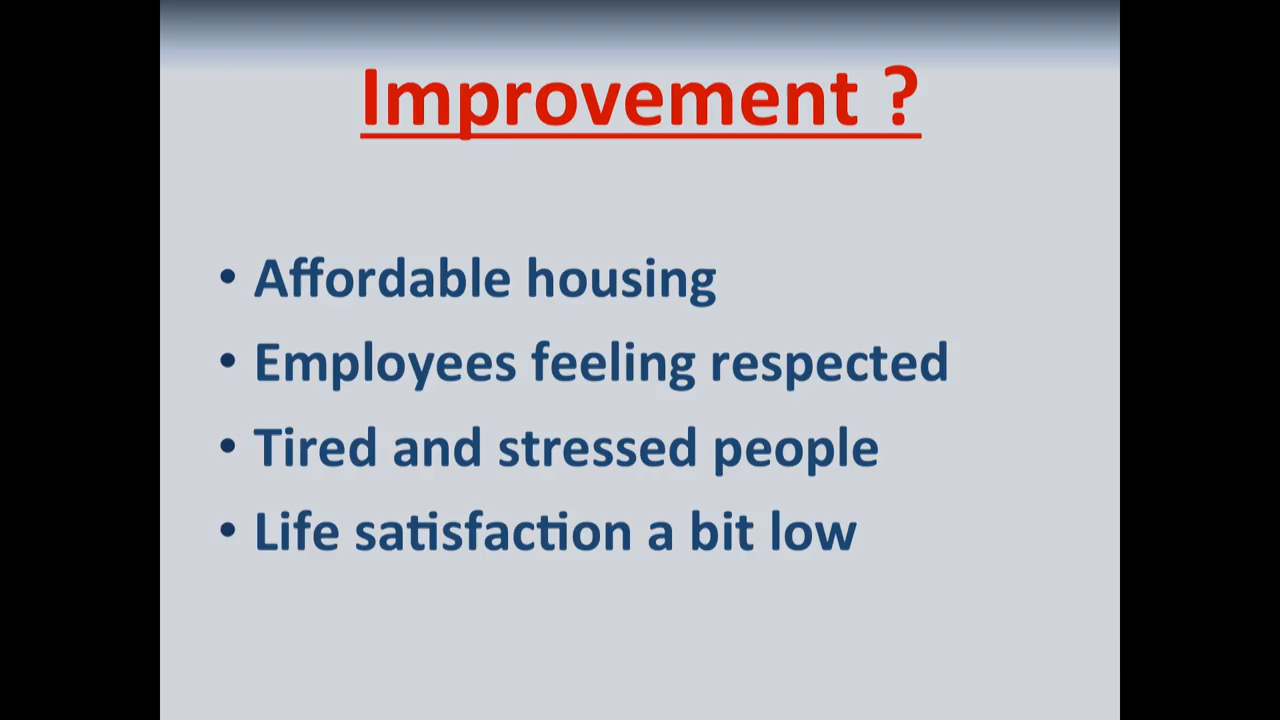 Improvement ?
• Affordable housing
• Employees feeling respected
• Tired and stressed people
• Life satisfaction a bit low